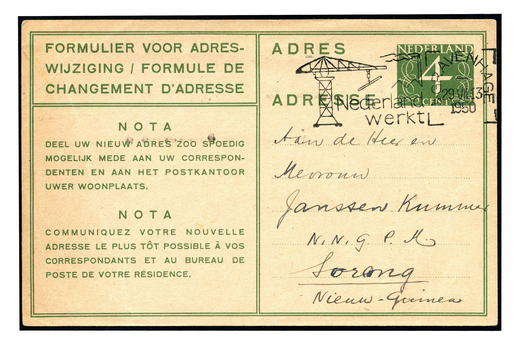 FORMULIER VOOR ADRES-
WIJZIGING / FORMULE DE
CHANGEMENT D'ADRESSE
NOTA
DEEL UW NIEUW ADRES ZOO SPOEDIG
MOGELIJK MEDE AAN UW CORRESPON-
DENTEN EN AAN HET POSTKANTOOR
UWER WOONPLAATS.
NOTA
COMMUNIQUEZ VOTRE NOUVELLE
ADRESSE LE PLUS TÔT POSSIBLE À VOS
CORRESPONDANTS ET AU BUREAU DE
POSTE DE VOTRE RÉSIDENCE.
ADRES
ADRESSE
NEDERLAND
4
CENT
Nederland
werkt
1950
Aan de Heer en
Mevrouw
Janssen Kummer
N.N.G.P.M.
Sorong
Nieuw-Guinea